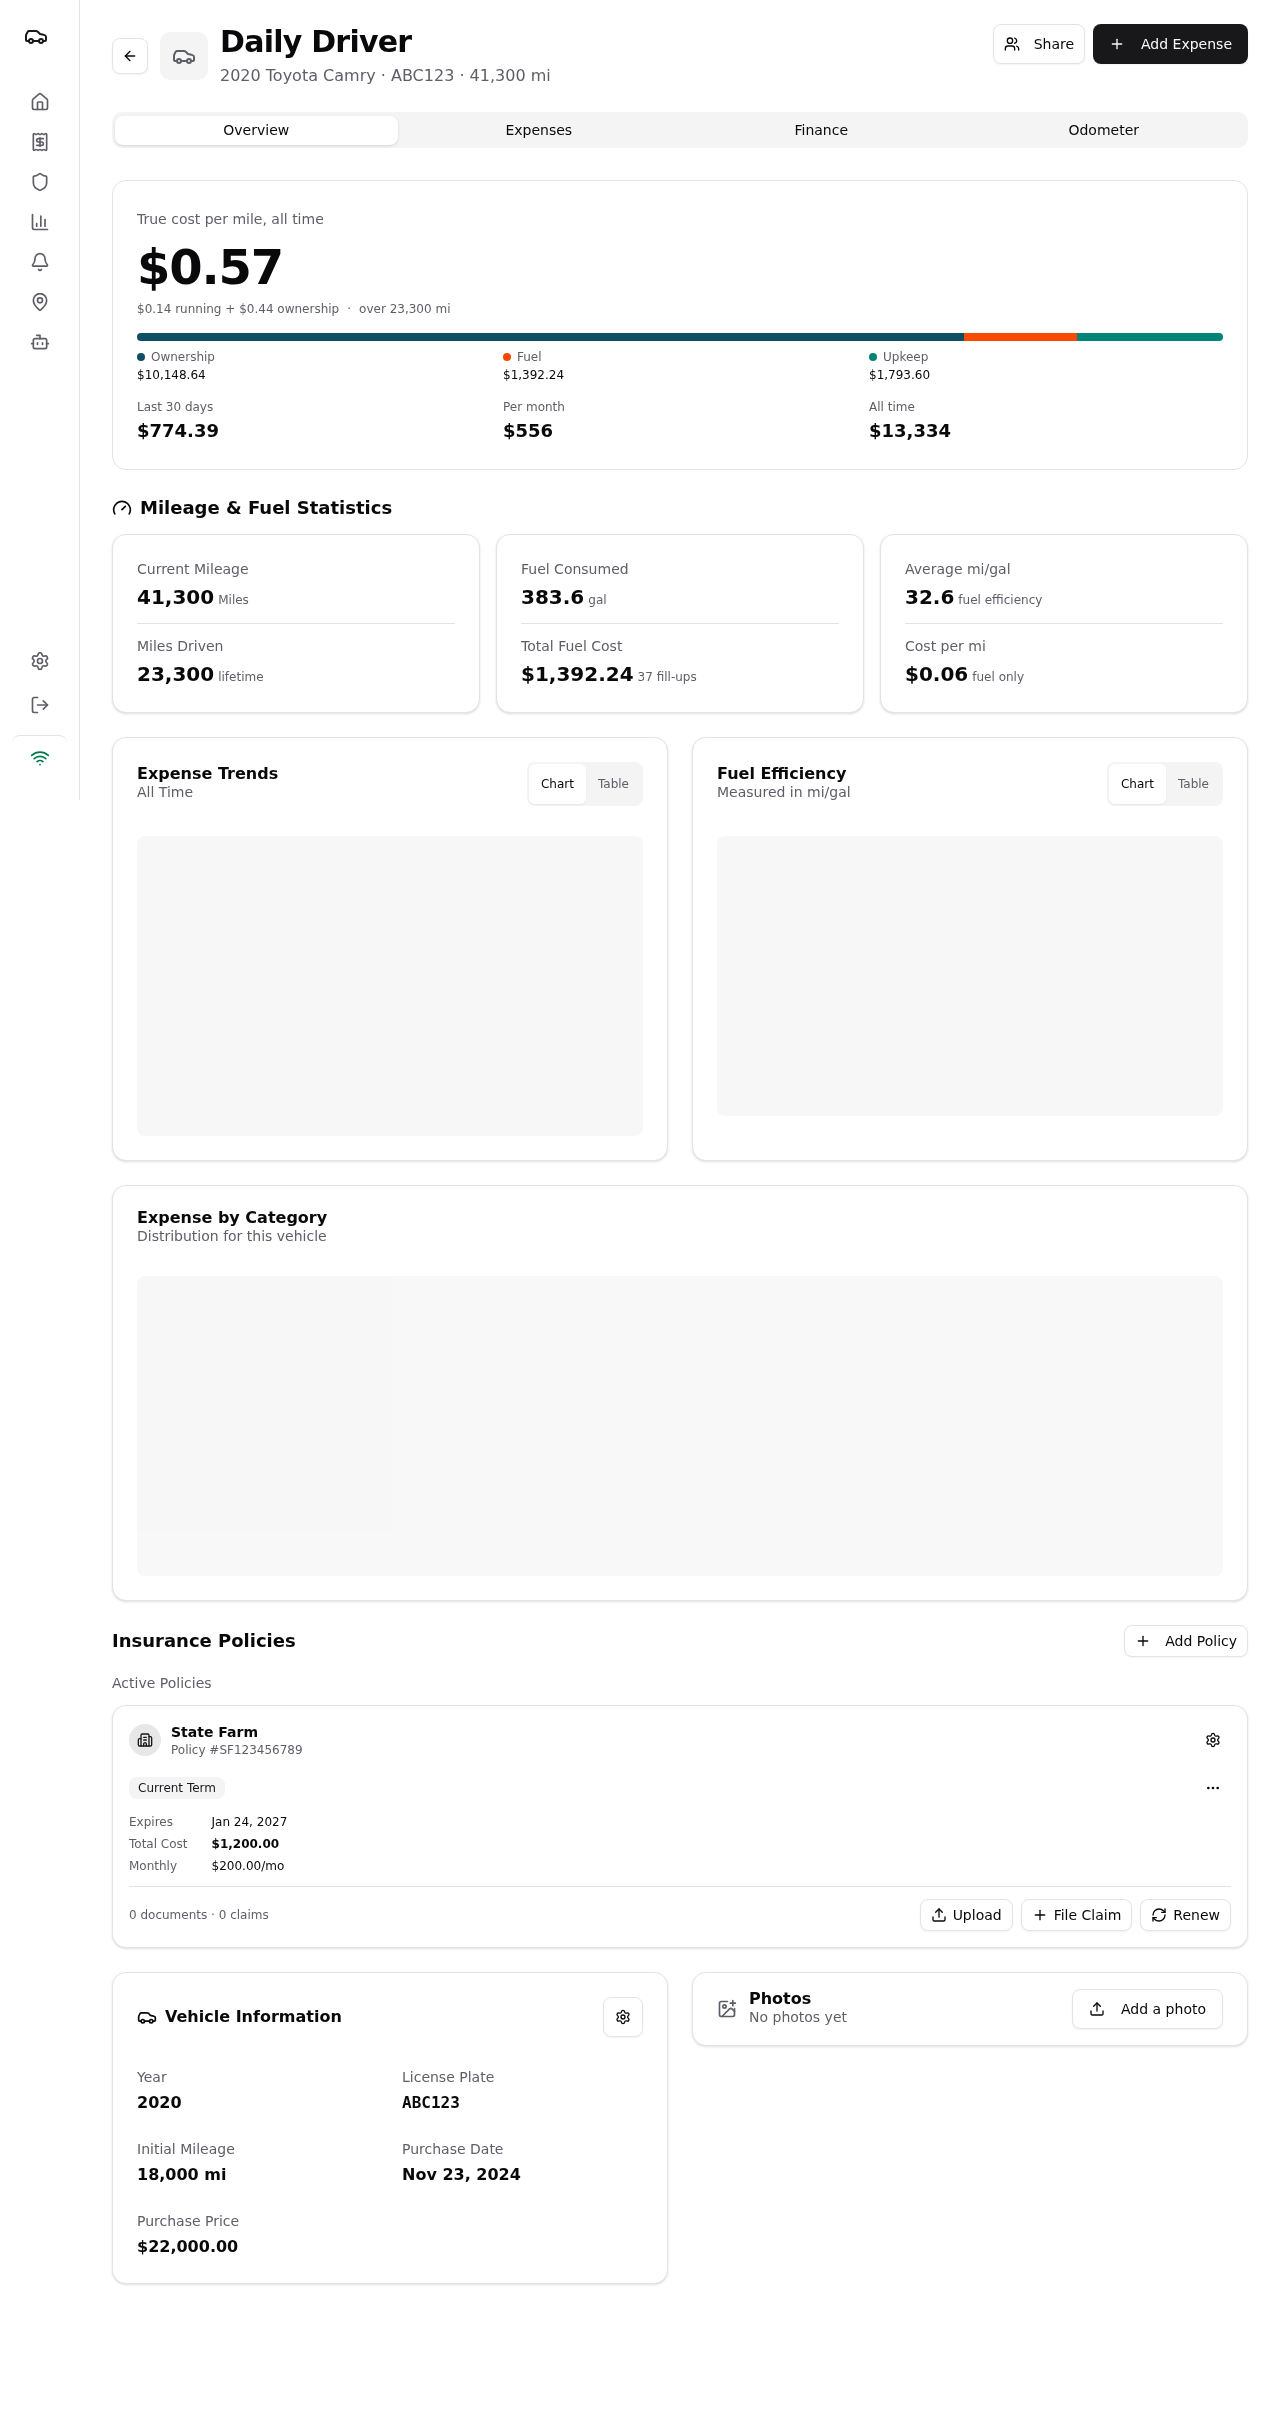 Daily Driver
2020 Toyota Camry · ABC123 · 41,300 mi
Share
Add Expense
Overview
Expenses
Finance
Odometer
True cost per mile, all time
$0.57
$0.14 running + $0.44 ownership · over 23,300 mi
Ownership
$10,148.64
Fuel
$1,392.24
Upkeep
$1,793.60
Last 30 days
$774.39
Per month
$556
All time
$13,334
Mileage & Fuel Statistics
Current Mileage
41,300 Miles
Miles Driven
23,300 lifetime
Fuel Consumed
383.6 gal
Total Fuel Cost
$1,392.24 37 fill-ups
Average mi/gal
32.6 fuel efficiency
Cost per mi
$0.06 fuel only
Expense Trends
All Time
Chart
Table
Fuel Efficiency
Measured in mi/gal
Chart
Table
Expense by Category
Distribution for this vehicle
Insurance Policies
Add Policy
Active Policies
State Farm
Policy #SF123456789
Current Term
Expires Jan 24, 2027
Total Cost $1,200.00
Monthly $200.00/mo
0 documents · 0 claims
Upload
File Claim
Renew
Vehicle Information
Year
2020
License Plate
ABC123
Initial Mileage
18,000 mi
Purchase Date
Nov 23, 2024
Purchase Price
$22,000.00
Photos
No photos yet
Add a photo